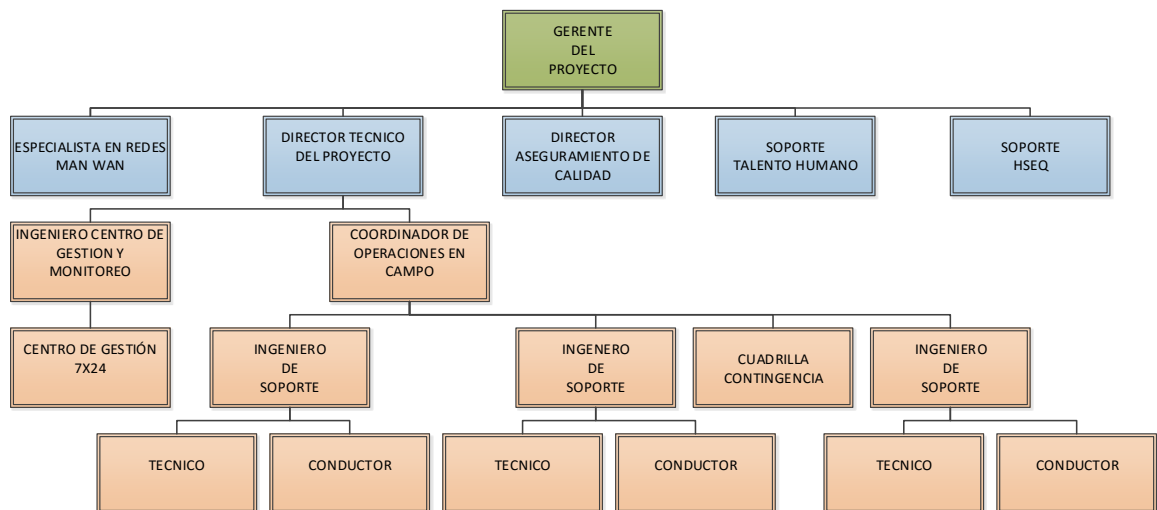 GERENTE
DEL
PROYECTO
ESPECIALISTA EN REDES
MAN WAN
DIRECTOR TECNICO
DEL PROYECTO
DIRECTOR
ASEGURAMIENTO DE
CALIDAD
SOPORTE
TALENTO HUMANO
SOPORTE
HSEQ
INGENIERO CENTRO DE
GESTION Y
MONITOREO
COORDINADOR DE
OPERACIONES EN
CAMPO
CENTRO DE GESTIÓN
7X24
INGENIERO
DE
SOPORTE
INGENERO
DE
SOPORTE
CUADRILLA
CONTINGENCIA
INGENIERO
DE
SOPORTE
TECNICO
CONDUCTOR
TECNICO
CONDUCTOR
TECNICO
CONDUCTOR